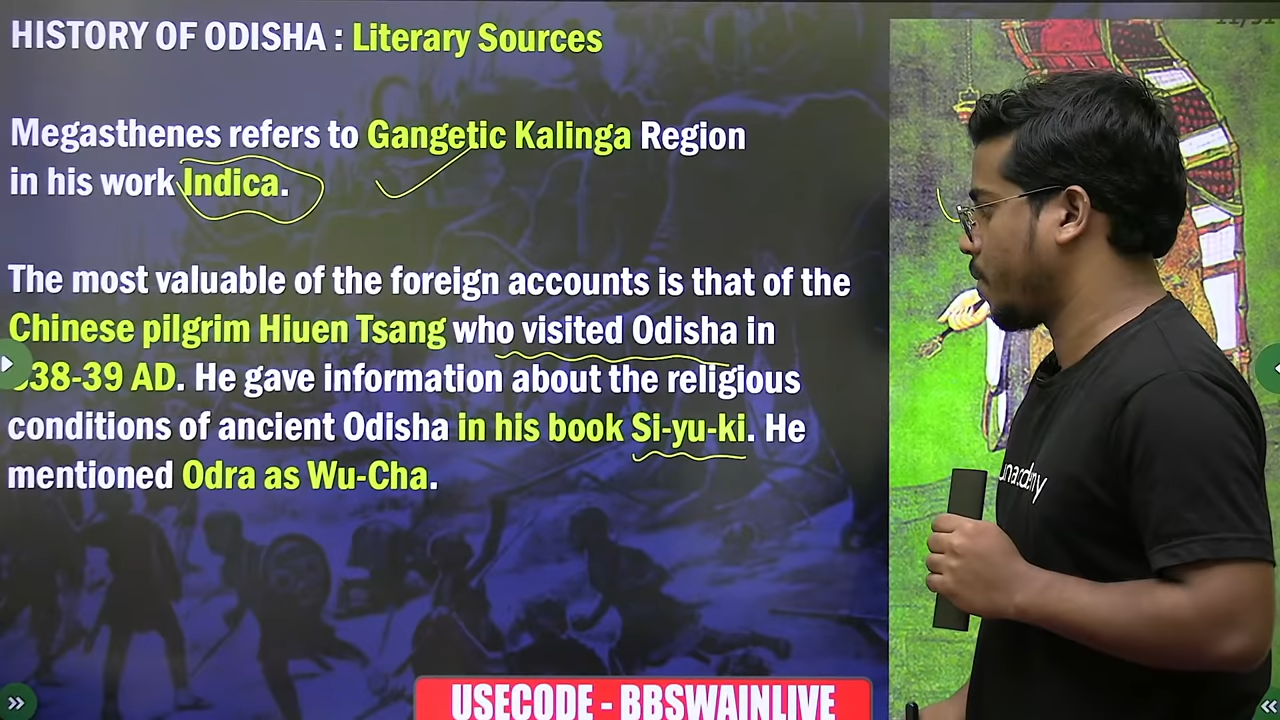 HISTORY OF ODISHA : Literary Sources
Megasthenes refers to Gangetic Kalinga Region
in his work Indica.
The most valuable of the foreign accounts is that of the
Chinese pilgrim Hiuen Tsang who visited Odisha in
38-39 AD. He gave information about the religious
conditions of ancient Odisha in his book Si-yu-ki. He
mentioned Odra as Wu-Cha.
unacademy
USECODE - BBSWAINLIVE